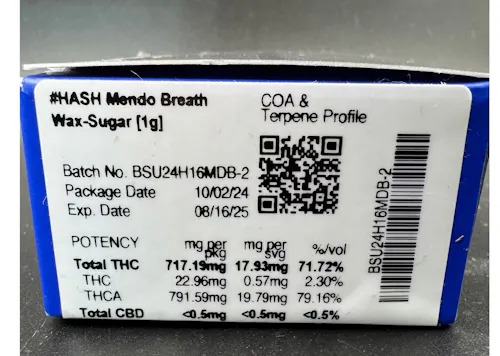 #HASH Mendo Breath
Wax-Sugar [1g]
COA &
Terpene Profile
Batch No. BSU24H16MDB-2
Package Date 10/02/24
Exp. Date 08/16/25
POTENCY mg per pkg mg per svg %/vol
Total THC 717.19mg 17.93mg 71.72%
THC 22.96mg 0.57mg 2.30%
THCA 791.59mg 19.79mg 79.16%
Total CBD <0.5mg <0.5mg <0.5%
BSU24H16MDB-2